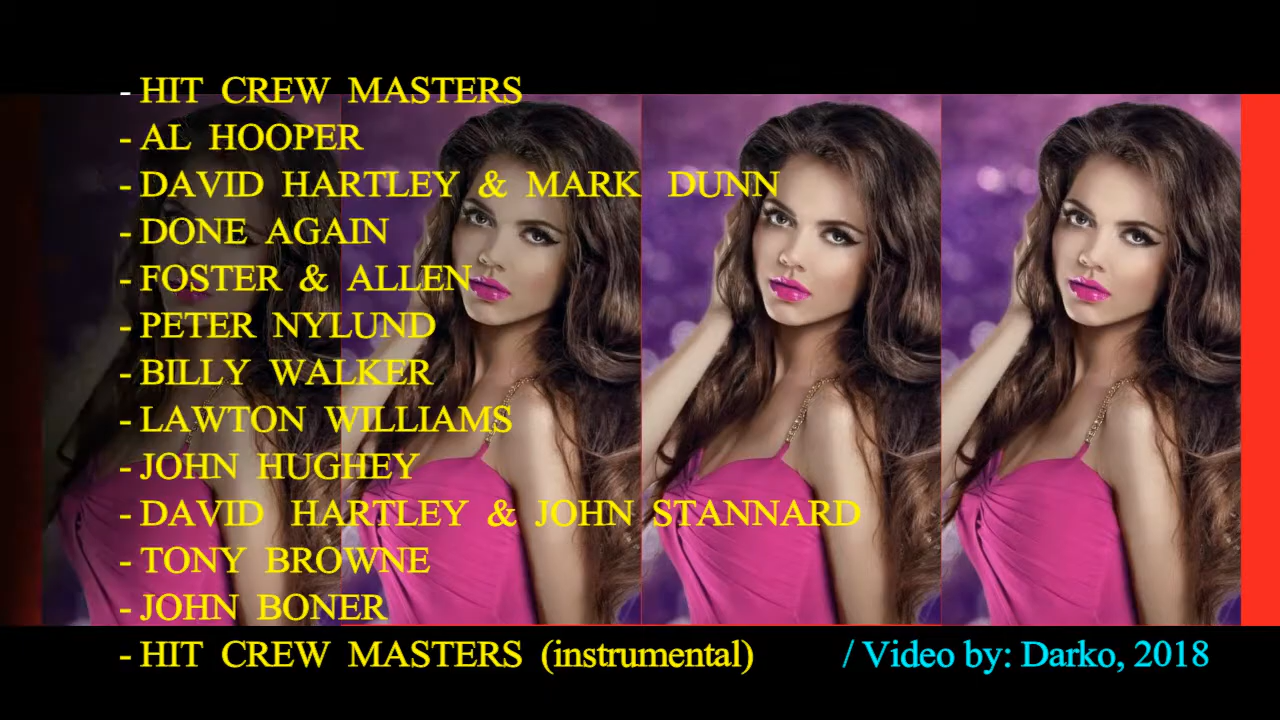 - HIT CREW MASTERS
- AL HOOPER
- DAVID HARTLEY & MARK DUNN
- DONE AGAIN
- FOSTER & ALLEN
- PETER NYLUND
- BILLY WALKER
- LAWTON WILLIAMS
- JOHN HUGHEY
- DAVID HARTLEY & JOHN STANNARD
- TONY BROWNE
- JOHN BONER
- HIT CREW MASTERS (instrumental) / Video by: Darko, 2018